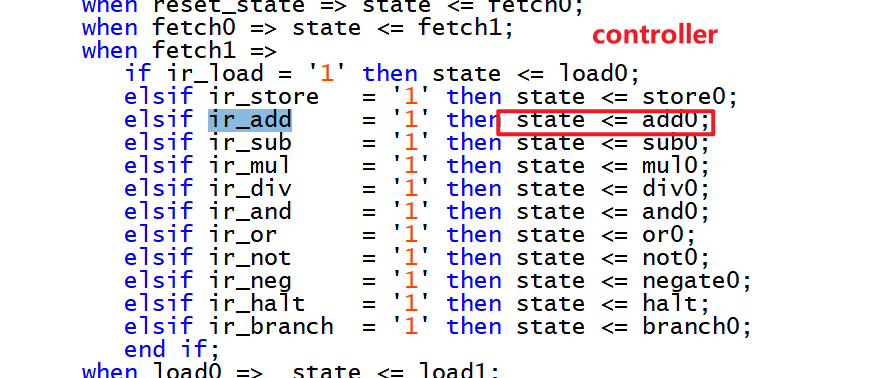 when reset_state => state <= fetch0;
when fetch0 => state <= fetch1;
controller
when fetch1 =>
if ir_load = '1' then state <= load0;
elsif ir_store = '1' then state <= store0;
elsif ir_add = '1' then state <= add0;
elsif ir_sub = '1' then state <= sub0;
elsif ir_mul = '1' then state <= mul0;
elsif ir_div = '1' then state <= div0;
elsif ir_and = '1' then state <= and0;
elsif ir_or = '1' then state <= or0;
elsif ir_not = '1' then state <= not0;
elsif ir_neg = '1' then state <= negate0;
elsif ir_halt = '1' then state <= halt;
elsif ir_branch = '1' then state <= branch0;
end if;
when load0 => state <= load1;